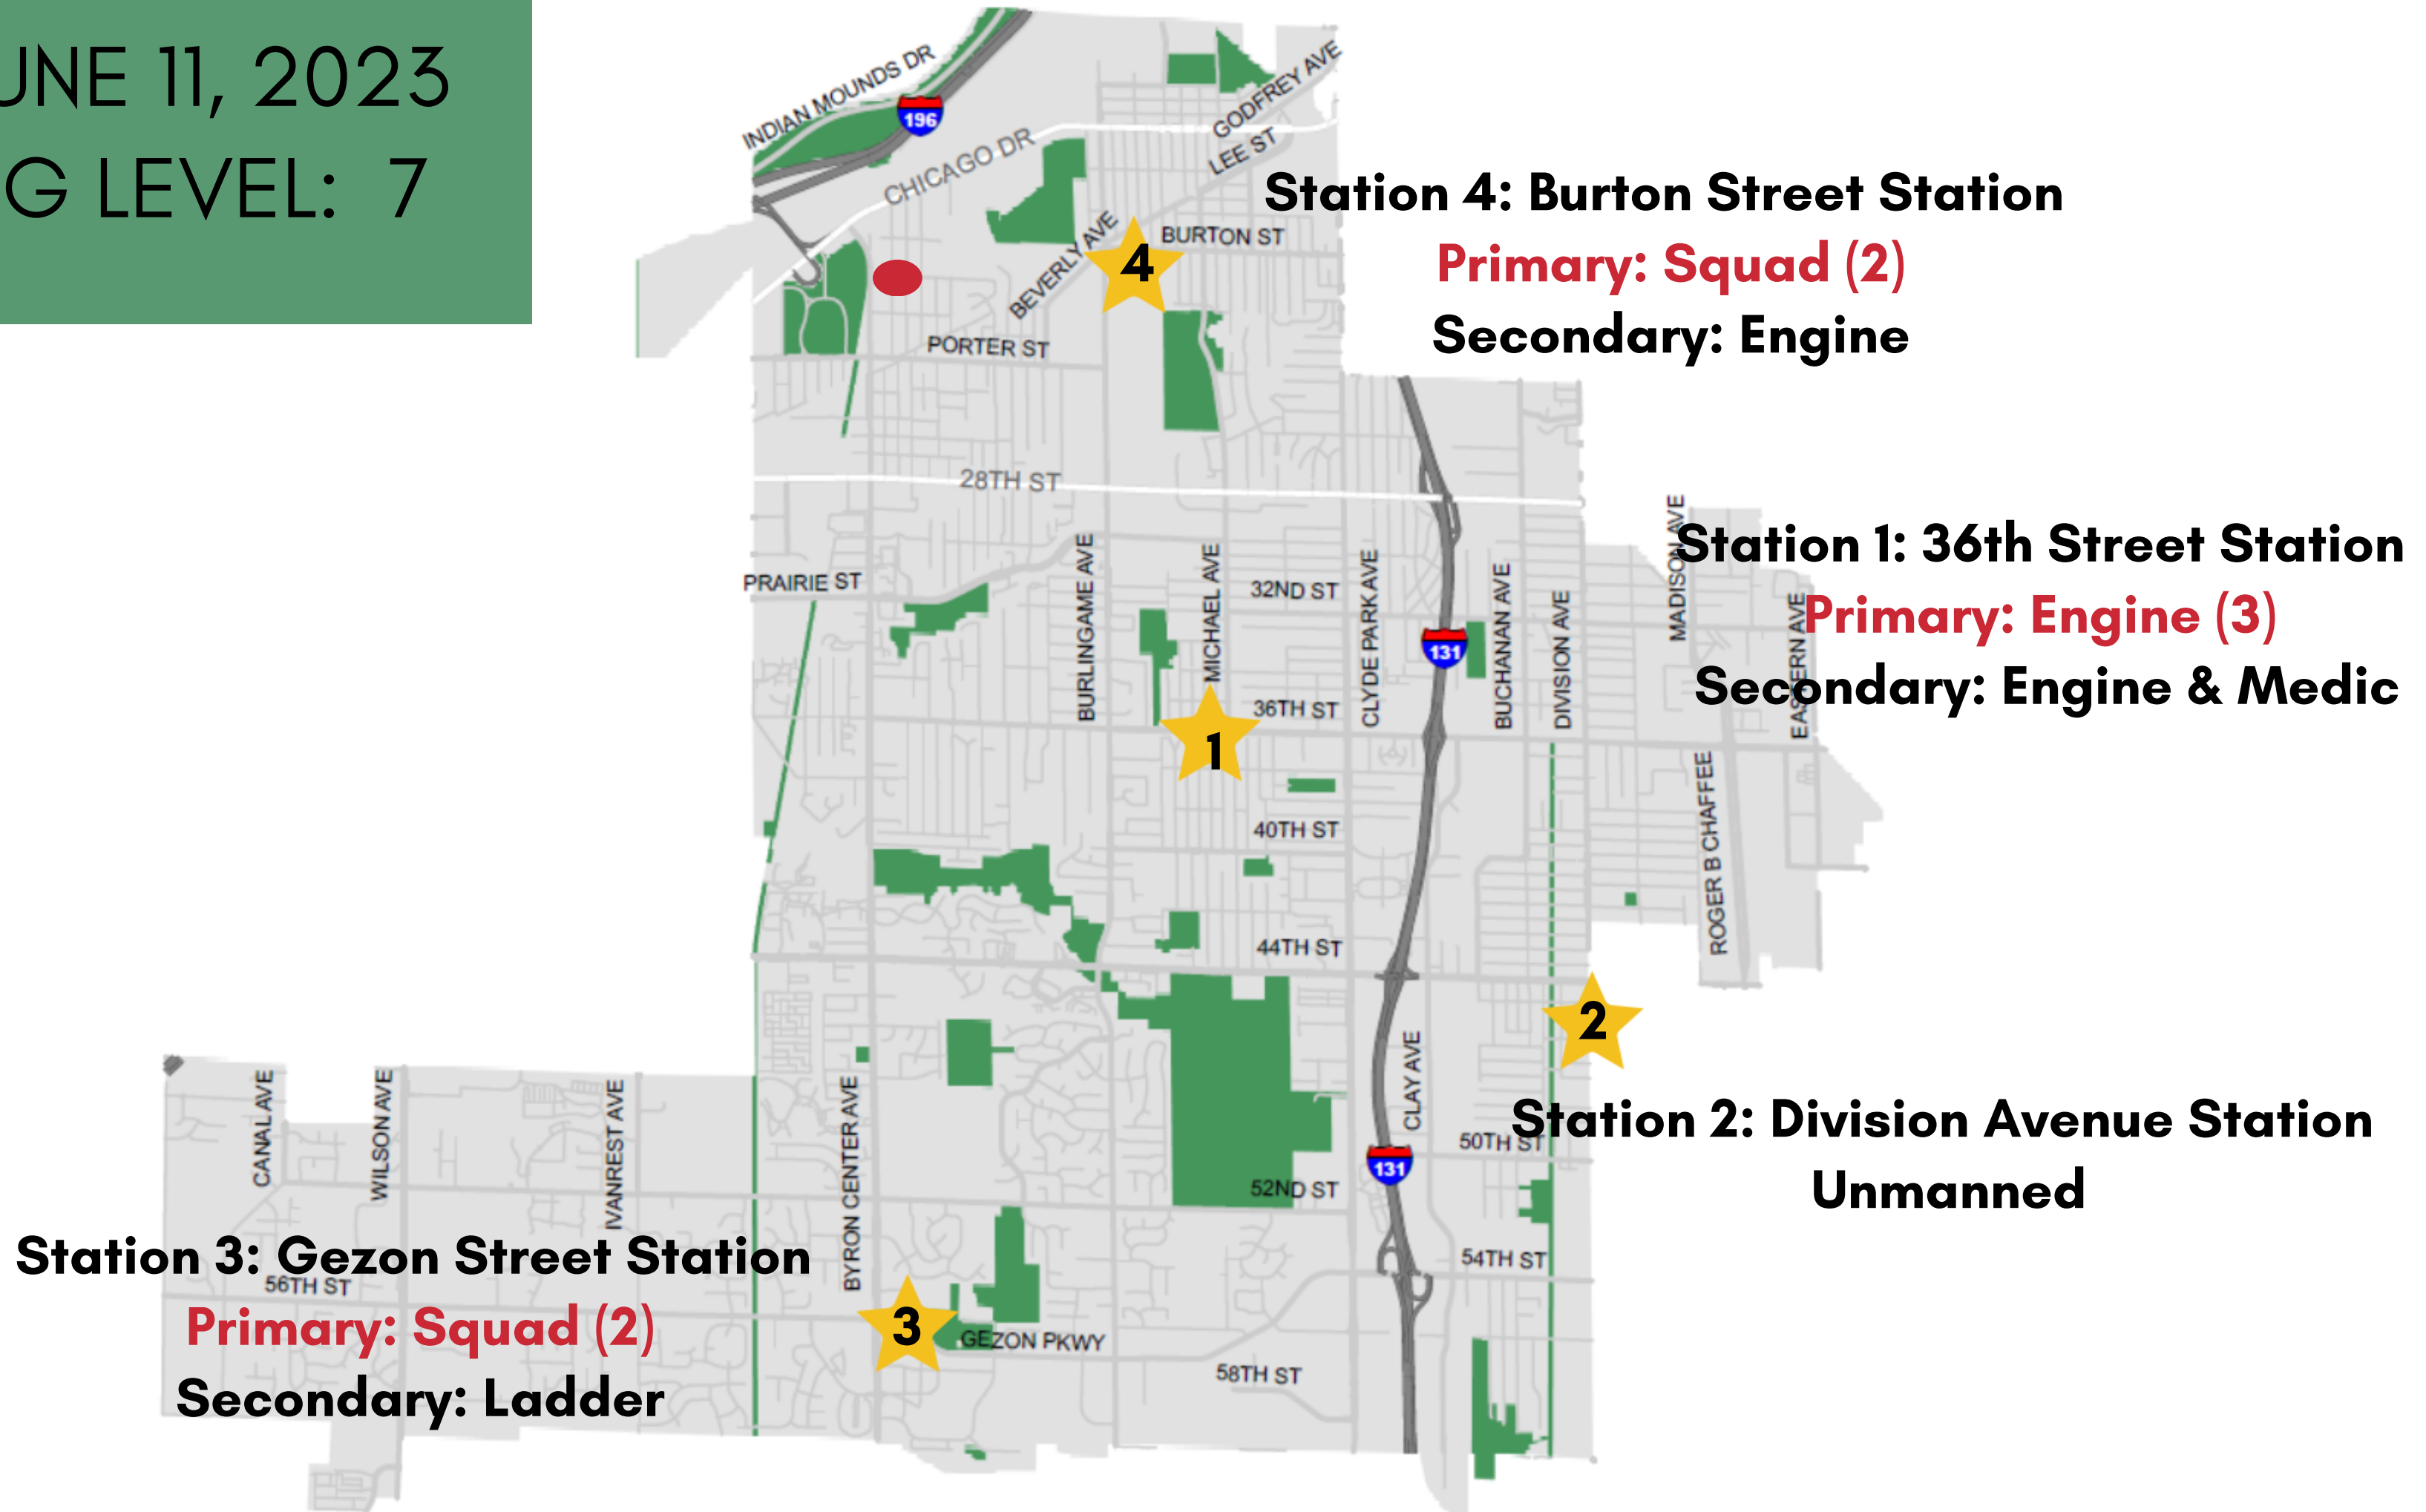 UNE 11, 2023
G LEVEL: 7
INDIAN MOUNDS DR
196
CHICAGO DR
GODFREY AVE
LEE ST
BEVERLY AVE
BURTON ST
4
PORTER ST
Station 4: Burton Street Station
Primary: Squad (2)
Secondary: Engine
28TH ST
PRAIRIE ST
BURLINGAME AVE
MICHAEL AVE
32ND ST
CLYDE PARK AVE
131
BUCHANAN AVE
DIVISION AVE
MADISON AVE
EASTERN AVE
Station 1: 36th Street Station
Primary: Engine (3)
Secondary: Engine & Medic
36TH ST
1
40TH ST
ROGER B CHAFFEE
44TH ST
2
CLAY AVE
Station 2: Division Avenue Station
Unmanned
50TH ST
131
52ND ST
CANAL AVE
WILSON AVE
IVANREST AVE
BYRON CENTER AVE
Station 3: Gezon Street Station
56TH ST
Primary: Squad (2)
Secondary: Ladder
3
GEZON PKWY
54TH ST
58TH ST